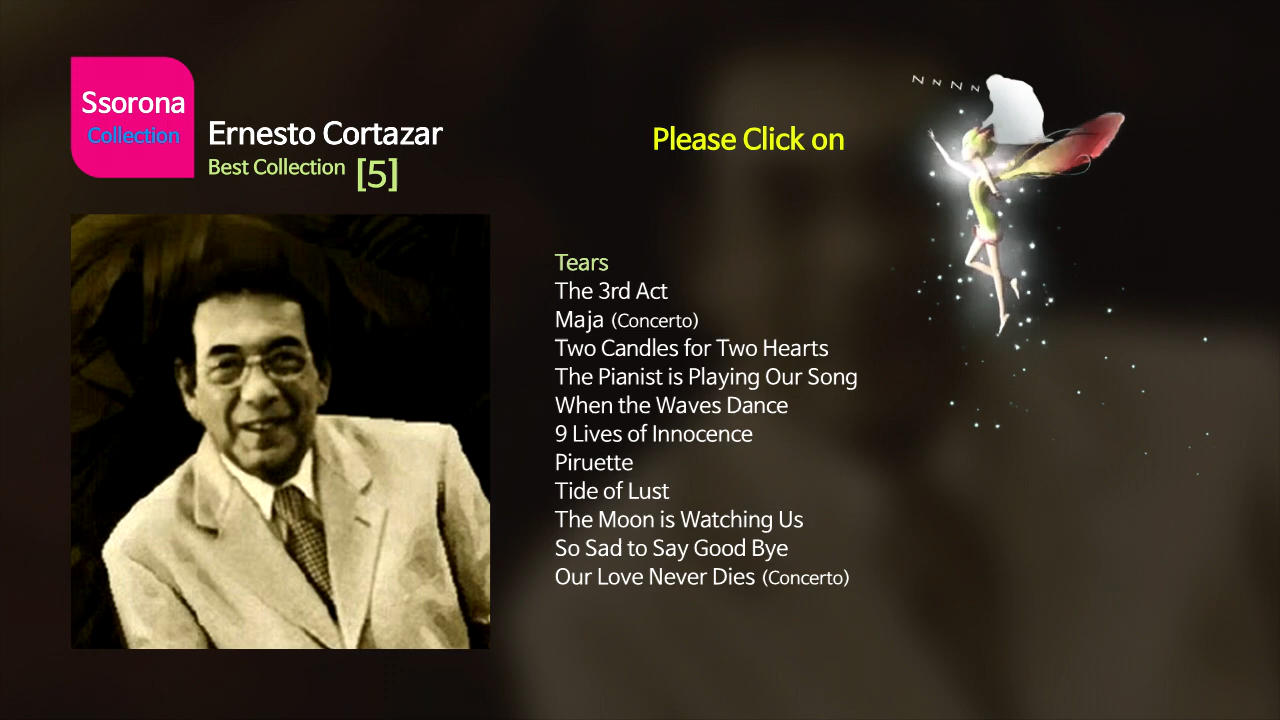 Ssorona
Collection
Ernesto Cortazar
Best Collection [5]
Please Click on
N N N N
Tears
The 3rd Act
Maja (Concerto)
Two Candles for Two Hearts
The Pianist is Playing Our Song
When the Waves Dance
9 Lives of Innocence
Piruette
Tide of Lust
The Moon is Watching Us
So Sad to Say Good Bye
Our Love Never Dies (Concerto)